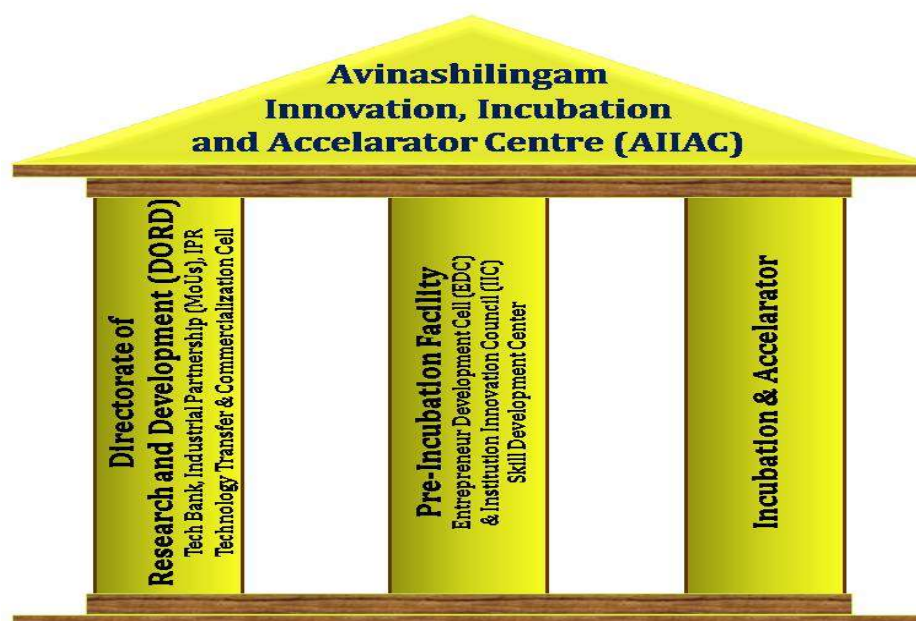 Avinashilingam
Innovation, Incubation
and Accelarator Centre (AIIAC)
Directorate of
Research and Development (DORD)
Tech Bank, Industrial Partnership (MoUs), IPR
Technology Transfer & Commercialization Cell
Pre-Incubation Facility
Entrepreneur Development Cell (EDC)
& Institution Innovation Council (IIC)
Skill Development Center
Incubation & Accelarator